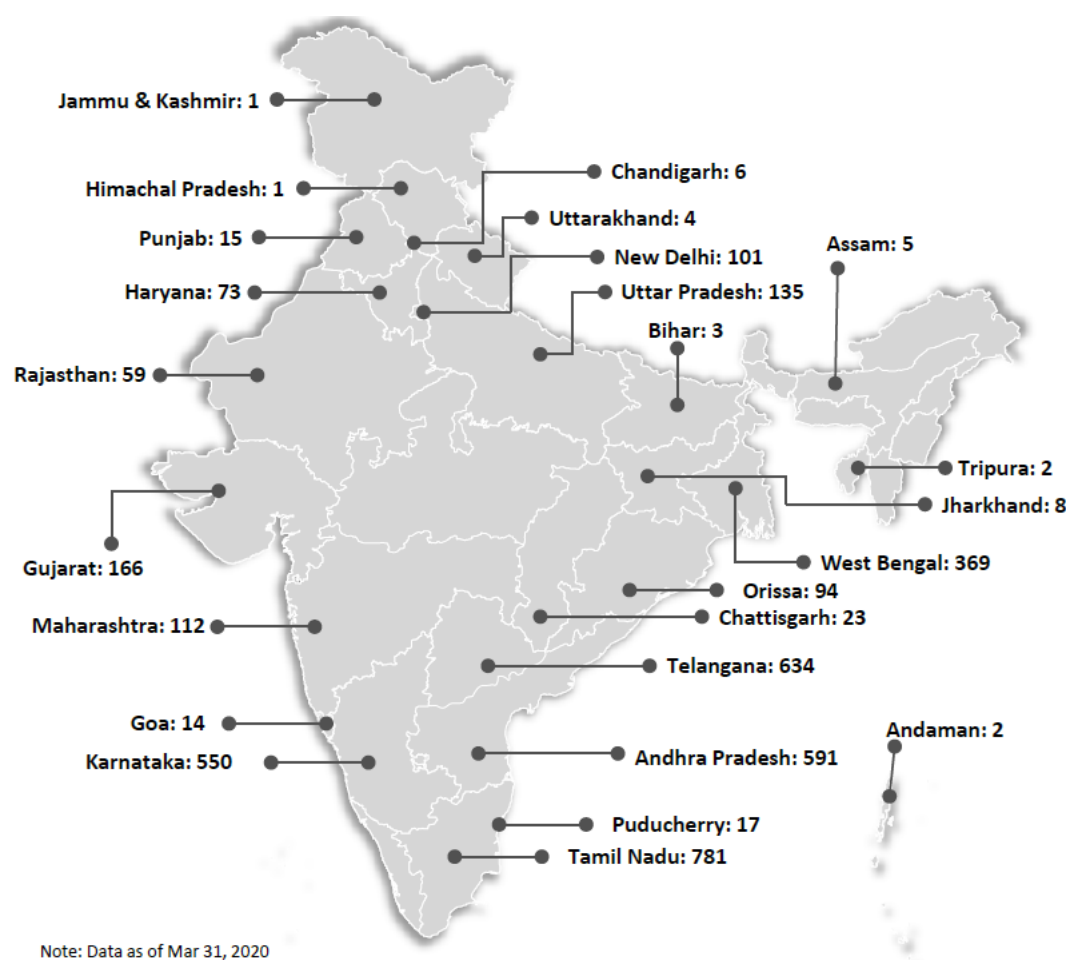 Jammu & Kashmir: 1
Chandigarh: 6
Himachal Pradesh: 1
Uttarakhand: 4
Punjab: 15
Assam: 5
New Delhi: 101
Haryana: 73
Uttar Pradesh: 135
Bihar: 3
Rajasthan: 59
Tripura: 2
Jharkhand: 8
Gujarat: 166
West Bengal: 369
Orissa: 94
Chattisgarh: 23
Maharashtra: 112
Telangana: 634
Goa: 14
Andaman: 2
Karnataka: 550
Andhra Pradesh: 591
Puducherry: 17
Tamil Nadu: 781
Note: Data as of Mar 31, 2020